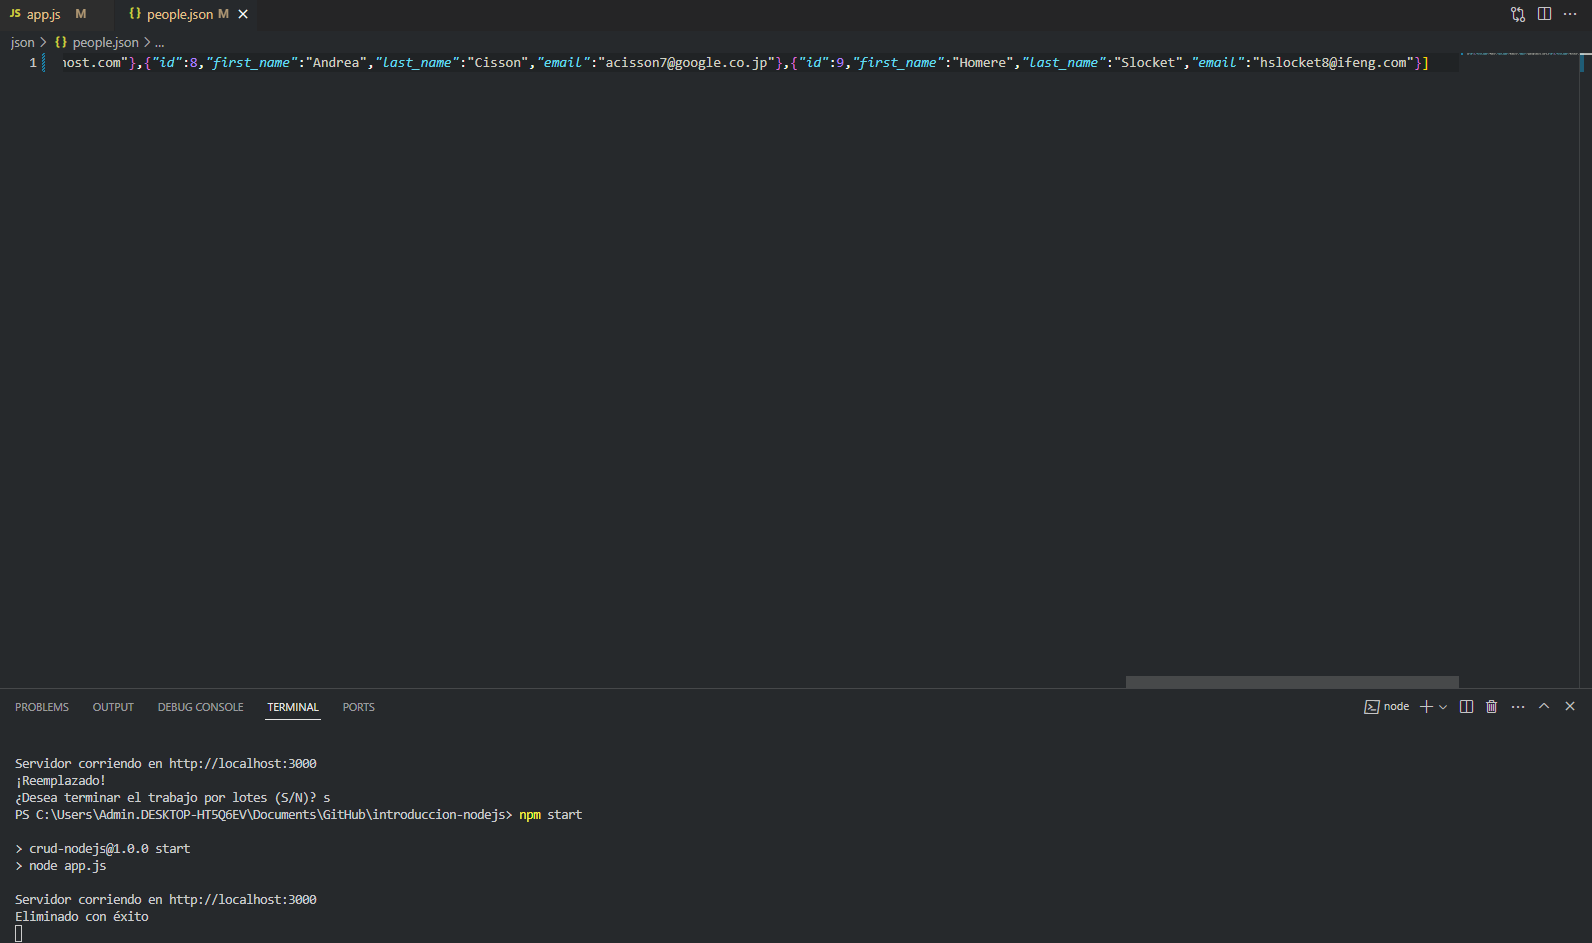 JS app.js M {} people.json M
json > {} people.json > ...
1 host.com"},{"id":8,"first_name":"Andrea","last_name":"Cisson","email":"acisson7@google.co.jp"},{"id":9,"first_name":"Homere","last_name":"Slocket","email":"hslocket8@ifeng.com"}]
PROBLEMS OUTPUT DEBUG CONSOLE TERMINAL PORTS node
Servidor corriendo en http://localhost:3000
¡Reemplazado!
¿Desea terminar el trabajo por lotes (S/N)? s
PS C:\Users\Admin.DESKTOP-HT5Q6EV\Documents\GitHub\introduccion-nodejs> npm start
> crud-nodejs@1.0.0 start
> node app.js
Servidor corriendo en http://localhost:3000
Eliminado con éxito